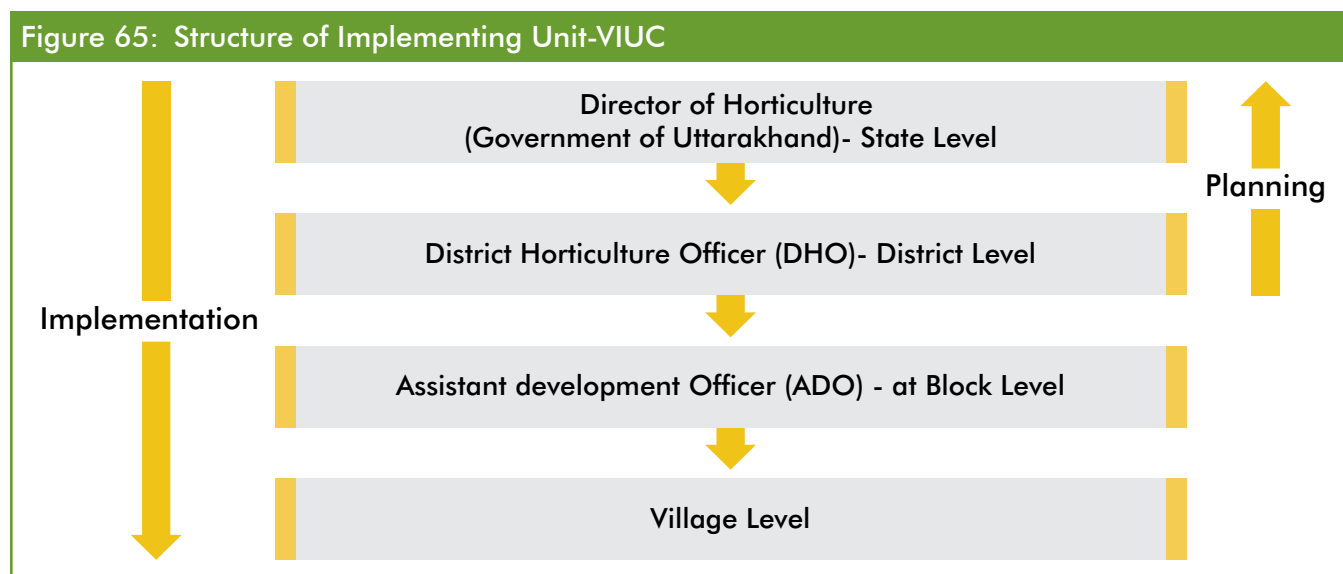 Figure 65: Structure of Implementing Unit-VIUC
Director of Horticulture
(Government of Uttarakhand)- State Level
Planning
District Horticulture Officer (DHO)- District Level
Implementation
Assistant development Officer (ADO) - at Block Level
Village Level